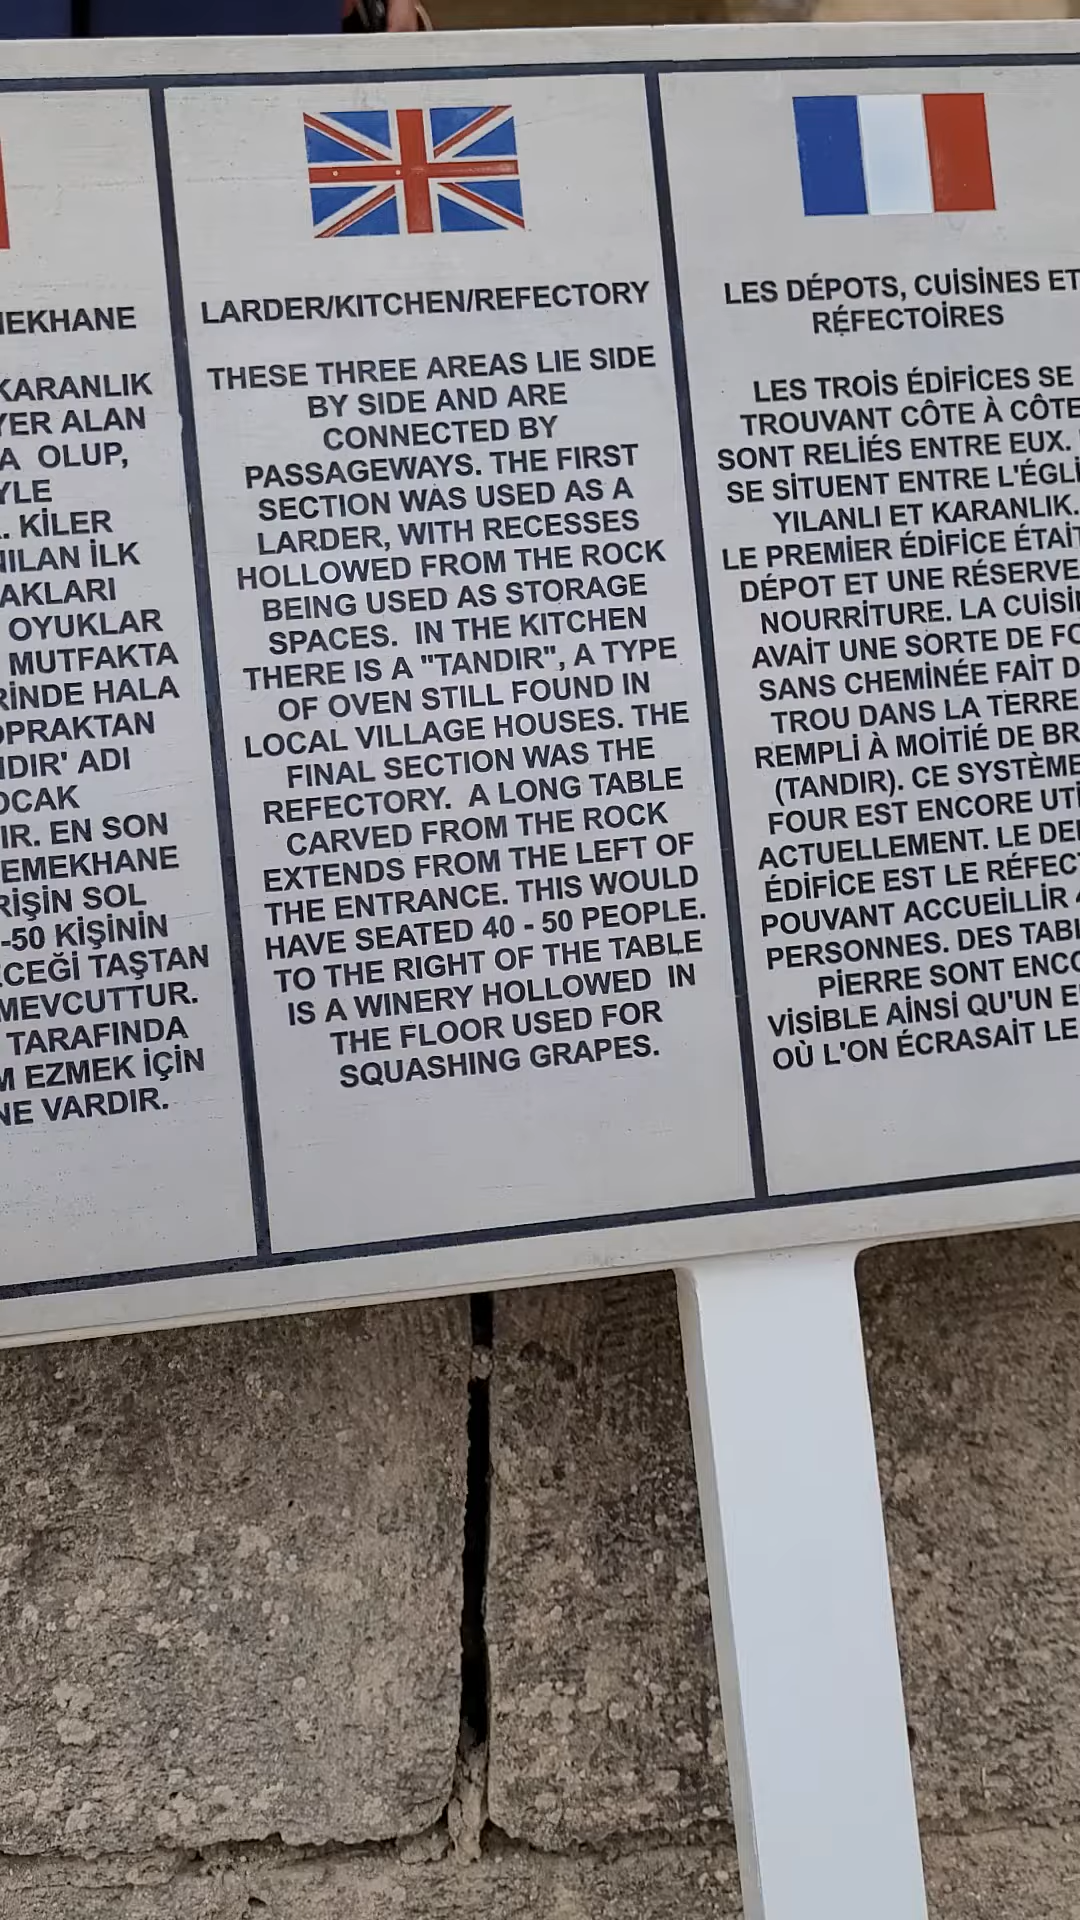 EKHANE
KARANLIK
YER ALAN
A OLUP,
YLE
. KİLER
NILAN İLK
AKLARI
OYUKLAR
MUTFAKTA
RİNDE HALA
OPRAKTAN
NDIR' ADI
OCAK
IR. EN SON
EMEKHANE
RİŞİN SOL
-50 KİŞİNİN
ECEĞİ TAŞTAN
MEVCUTTUR.
TARAFINDA
M EZMEK İÇİN
NE VARDIR.
LARDER/KITCHEN/REFECTORY
THESE THREE AREAS LIE SIDE
BY SIDE AND ARE
CONNECTED BY
PASSAGEWAYS. THE FIRST
SECTION WAS USED AS A
LARDER, WITH RECESSES
HOLLOWED FROM THE ROCK
BEING USED AS STORAGE
SPACES. IN THE KITCHEN
THERE IS A "TANDIR", A TYPE
OF OVEN STILL FOUND IN
LOCAL VILLAGE HOUSES. THE
FINAL SECTION WAS THE
REFECTORY. A LONG TABLE
CARVED FROM THE ROCK
EXTENDS FROM THE LEFT OF
THE ENTRANCE. THIS WOULD
HAVE SEATED 40 - 50 PEOPLE.
TO THE RIGHT OF THE TABLE
IS A WINERY HOLLOWED IN
THE FLOOR USED FOR
SQUASHING GRAPES.
LES DÉPOTS, CUİSİNES ET
RÉFECTOİRES
LES TROİS ÉDİFİCES SE
TROUVANT CÔTE À CÔTE
SONT RELİÉS ENTRE EUX.
SE SİTUENT ENTRE L'ÉGLİ
YILANLI ET KARANLIK.
LE PREMİER ÉDİFİCE ÉTAİT
DÉPOT ET UNE RÉSERVE
NOURRİTURE. LA CUİSİN
AVAİT UNE SORTE DE FO
SANS CHEMİNÉE FAİT D
TROU DANS LA TERRE
REMPLİ À MOİTİÉ DE BR
(TANDIR). CE SYSTÈME
FOUR EST ENCORE UTİ
ACTUELLEMENT. LE DE
ÉDİFİCE EST LE RÉFEC
POUVANT ACCUEİLLİR 4
PERSONNES. DES TABL
PİERRE SONT ENCO
VİSİBLE AİNSİ QU'UN E
OÙ L'ON ÉCRASAİT LE